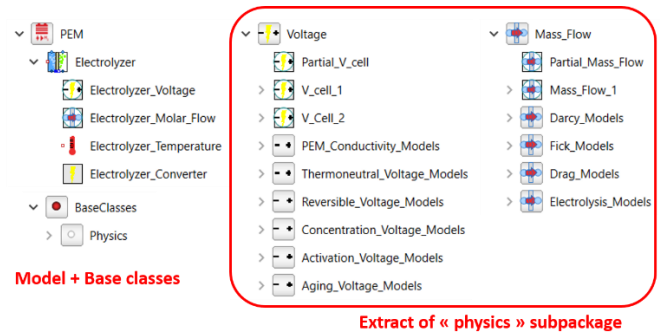 PEM
Electrolyzer
Electrolyzer_Voltage
Electrolyzer_Molar_Flow
Electrolyzer_Temperature
Electrolyzer_Converter
BaseClasses
Physics
Model + Base classes
Voltage
Partial_V_cell
V_cell_1
V_Cell_2
PEM_Conductivity_Models
Thermoneutral_Voltage_Models
Reversible_Voltage_Models
Concentration_Voltage_Models
Activation_Voltage_Models
Aging_Voltage_Models
Mass_Flow
Partial_Mass_Flow
Mass_Flow_1
Darcy_Models
Fick_Models
Drag_Models
Electrolysis_Models
Extract of « physics » subpackage